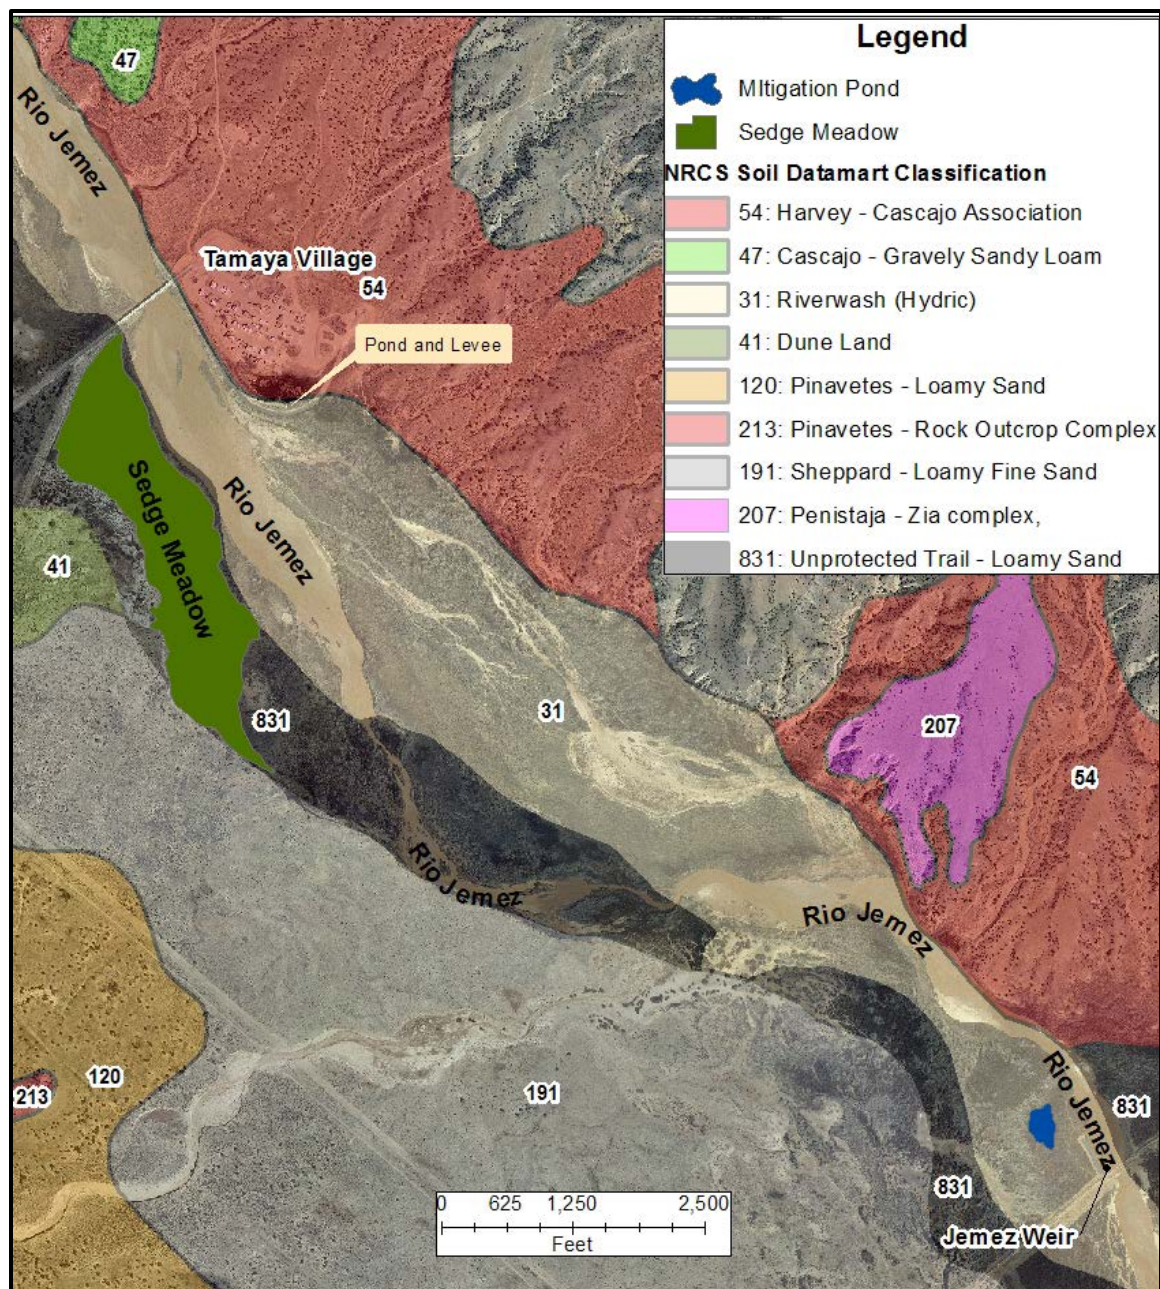 Legend
MItigation Pond
Sedge Meadow
NRCS Soil Datamart Classification
54: Harvey - Cascajo Association
47: Cascajo - Gravely Sandy Loam
31: Riverwash (Hydric)
41: Dune Land
120: Pinavetes - Loamy Sand
213: Pinavetes - Rock Outcrop Complex
191: Sheppard - Loamy Fine Sand
207: Penistaja - Zia complex,
831: Unprotected Trail - Loamy Sand
47
Rio Jemez
Tamaya Village
54
Pond and Levee
Sedge Meadow
Rio Jemez
41
831
31
207
54
Rio Jemez
Rio Jemez
120
213
191
Rio Jemez
831
831
Jemez Weir
0 625 1,250 2,500
Feet